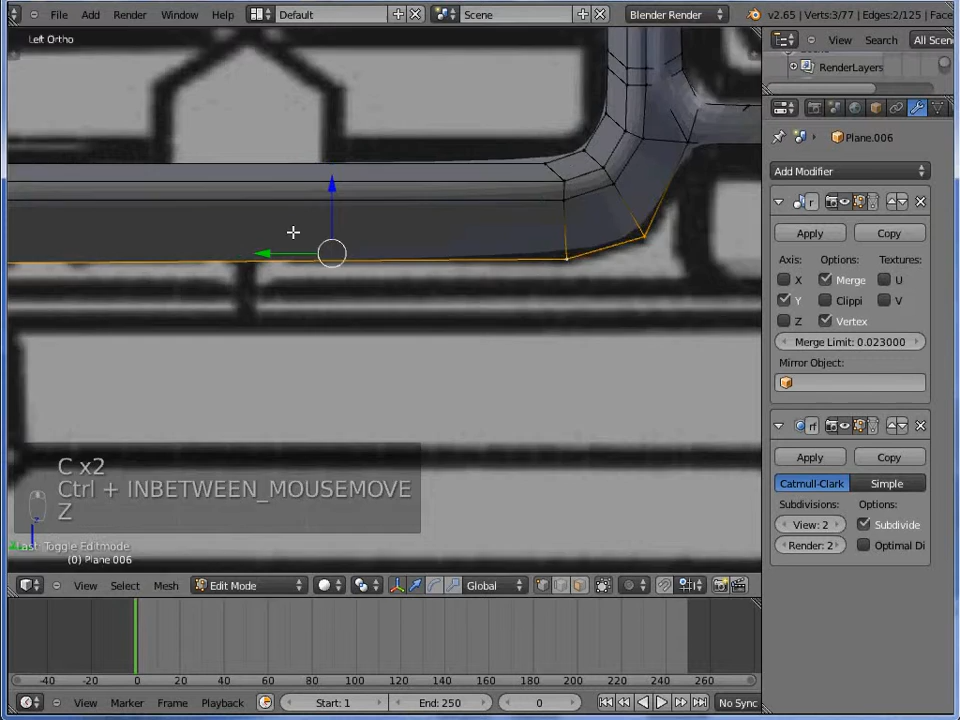 File Add Render Window Help Default Scene Blender Render v2.65 | Verts:3/77 | Edges:2/125 | Face
Left Ortho
View Search All Scen
RenderLayers
Plane.006
Add Modifier
Apply Copy
Axis: Options: Textures:
X Merge U
Y Clippi V
Z Vertex
Merge Limit: 0.023000
Mirror Object:
Apply Copy
Catmull-Clark Simple
Subdivisions: Options:
View: 2 Subdivide
Render: 2 Optimal Di
C x2
Ctrl + INBETWEEN_MOUSEMOVE
Z
Last: Toggle Editmode
(0) Plane.006
View Select Mesh Edit Mode Global
-40 -20 0 20 40 60 80 100 120 140 160 180 200 220 240 260
View Marker Frame Playback Start: 1 End: 250 0 No Sync